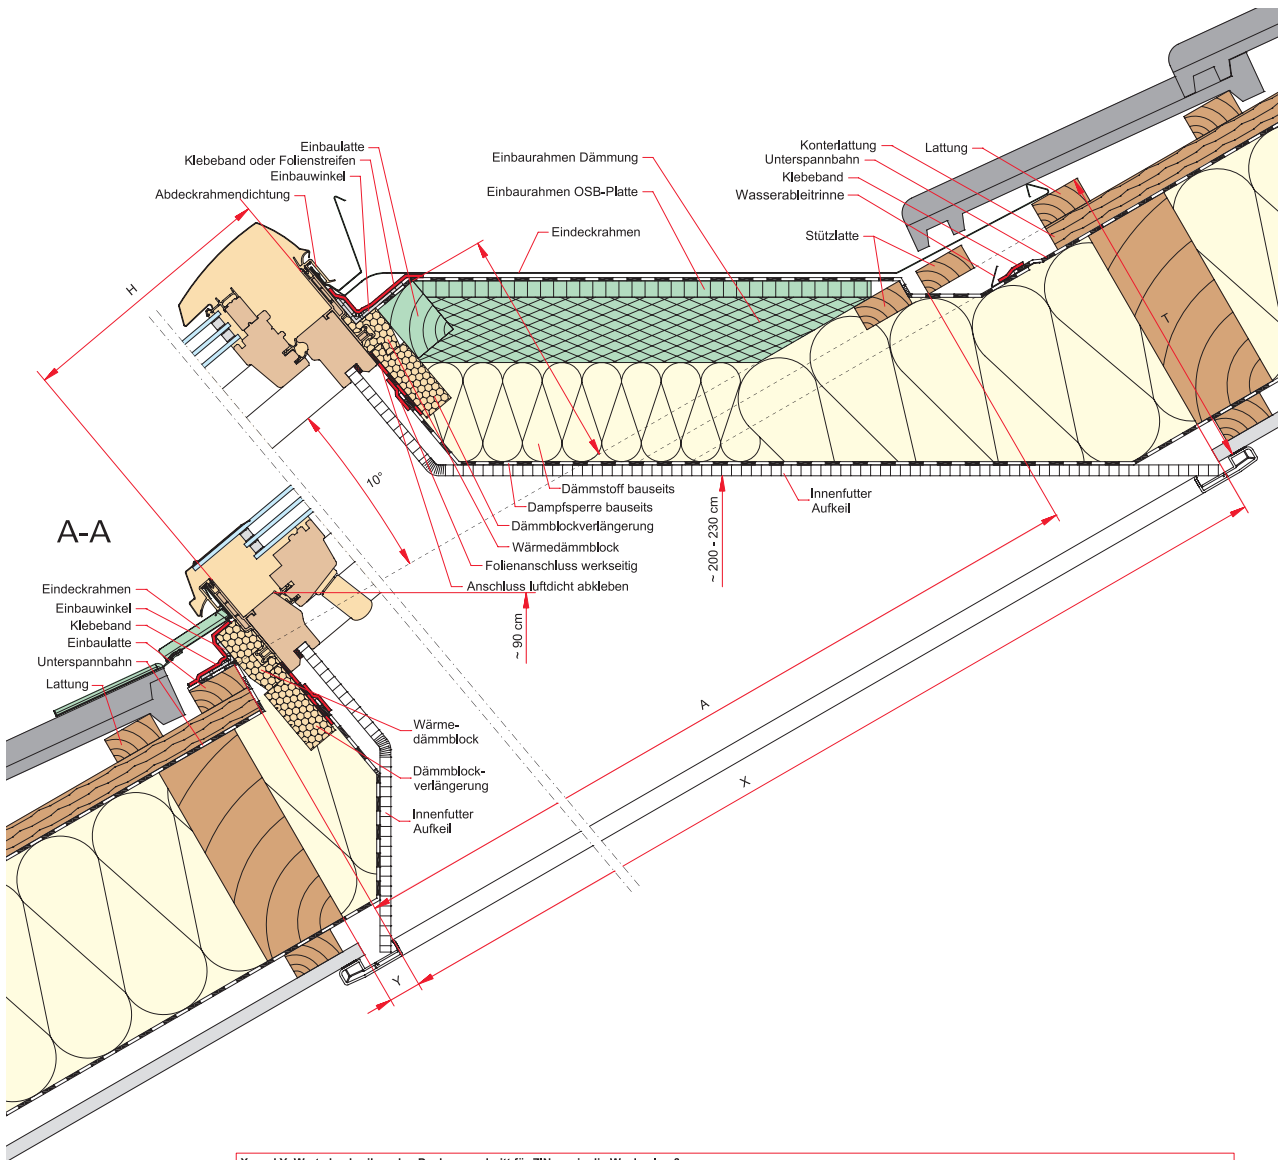 Einbaulatte
Klebeband oder Folienstreifen
Einbauwinkel
Abdeckrahmendichtung
Einbaurahmen Dämmung
Einbaurahmen OSB-Platte
Eindeckrahmen
Konterlattung
Unterspannbahn
Klebeband
Wasserableitrinne
Lattung
Stützlatte
H
T
10°
A-A
Dämmstoff bauseits
Dampfsperre bauseits
Dämmblockverlängerung
Wärmedämmblock
Folienanschluss werkseitig
Anschluss luftdicht abkleben
Innenfutter
Aufkeil
~ 200 - 230 cm
~ 90 cm
Eindeckrahmen
Einbauwinkel
Klebeband
Einbaulatte
Unterspannbahn
Lattung
Wärme-
dämmblock
Dämmblock-
verlängerung
Innenfutter
Aufkeil
A
X
Y